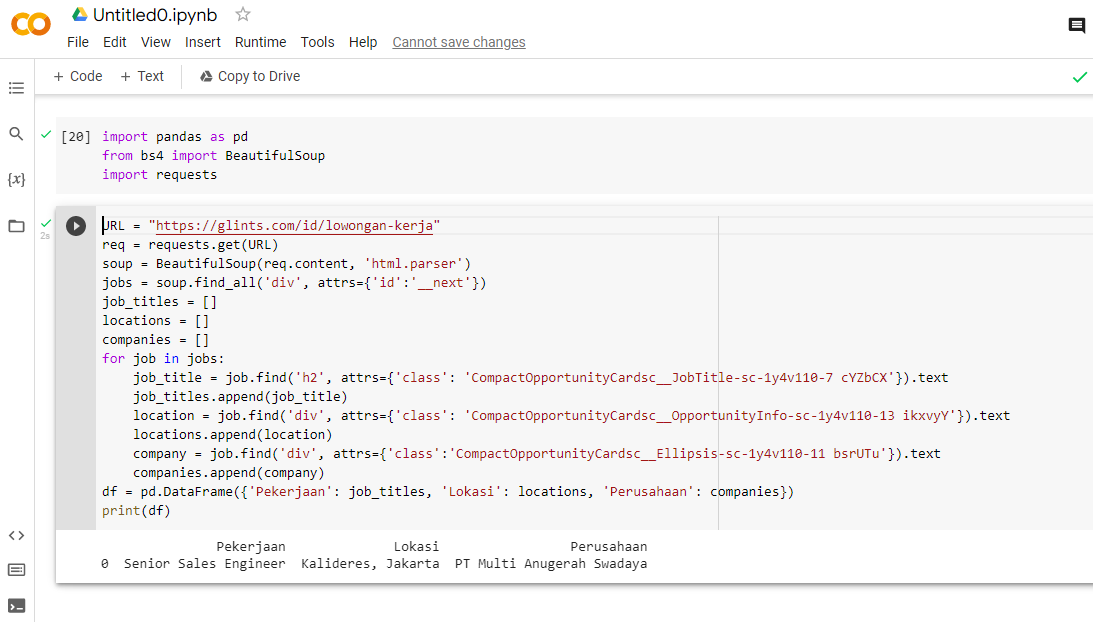 Untitled0.ipynb
File Edit View Insert Runtime Tools Help Cannot save changes
+ Code + Text Copy to Drive
[20] import pandas as pd
from bs4 import BeautifulSoup
import requests
{x}
2s
URL = "https://glints.com/id/lowongan-kerja"
req = requests.get(URL)
soup = BeautifulSoup(req.content, 'html.parser')
jobs = soup.find_all('div', attrs={'id':'__next'})
job_titles = []
locations = []
companies = []
for job in jobs:
    job_title = job.find('h2', attrs={'class': 'CompactOpportunityCardsc__JobTitle-sc-1y4v110-7 cYZbCX'}).text
    job_titles.append(job_title)
    location = job.find('div', attrs={'class': 'CompactOpportunityCardsc__OpportunityInfo-sc-1y4v110-13 ikxvyY'}).text
    locations.append(location)
    company = job.find('div', attrs={'class':'CompactOpportunityCardsc__Ellipsis-sc-1y4v110-11 bsrUTu'}).text
    companies.append(company)
df = pd.DataFrame({'Pekerjaan': job_titles, 'Lokasi': locations, 'Perusahaan': companies})
print(df)
Pekerjaan Lokasi Perusahaan
0 Senior Sales Engineer Kalideres, Jakarta PT Multi Anugerah Swadaya